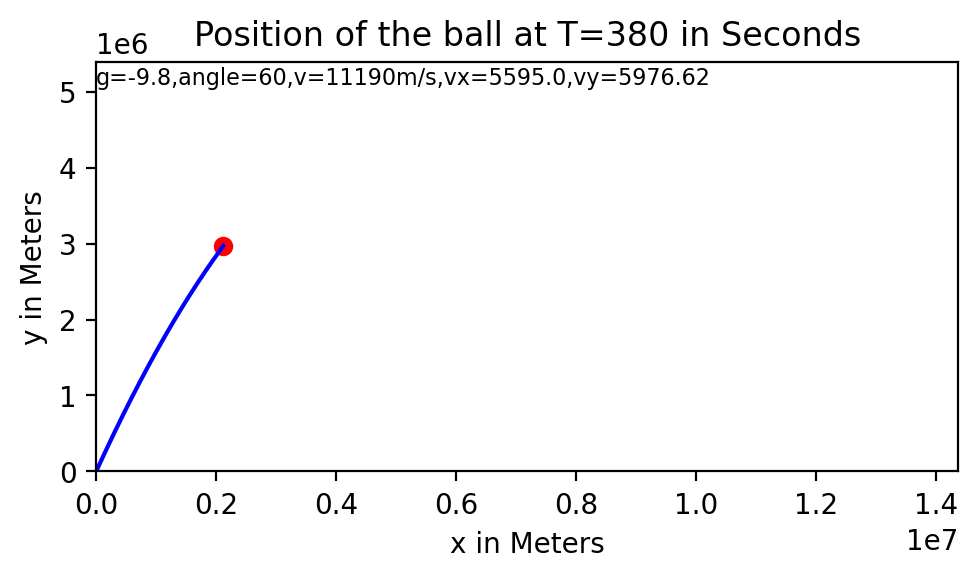 Position of the ball at T=380 in Seconds
1e6
g=-9.8,angle=60,v=11190m/s,vx=5595.0,vy=5976.62
5
4
3
2
1
0
y in Meters
0.0 0.2 0.4 0.6 0.8 1.0 1.2 1.4
x in Meters
1e7